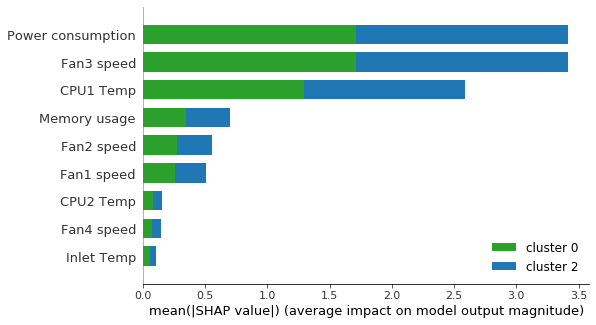 Power consumption
Fan3 speed
CPU1 Temp
Memory usage
Fan2 speed
Fan1 speed
CPU2 Temp
Fan4 speed
Inlet Temp
cluster 0
cluster 2
0.0 0.5 1.0 1.5 2.0 2.5 3.0 3.5
mean(|SHAP value|) (average impact on model output magnitude)